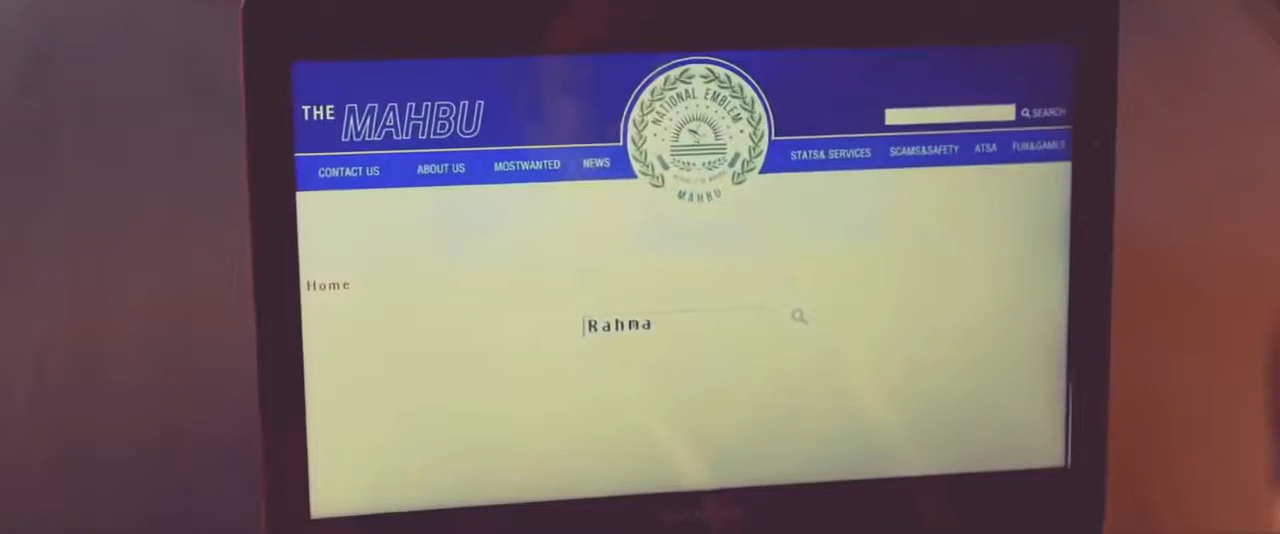 THE MAHBU
NATIONAL EMBLEM
MAHBU
SEARCH
CONTACT US ABOUT US MOSTWANTED NEWS STATS& SERVICES SCAMS&SAFETY ATSA FUN&GAMES
Home
Rahma